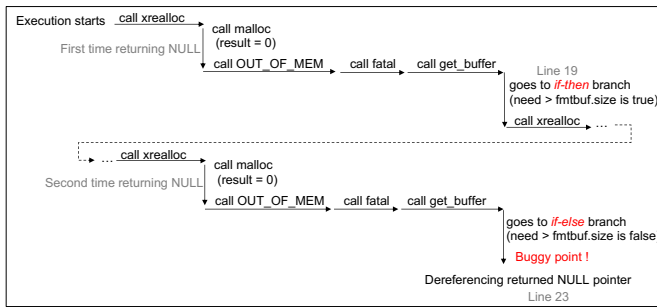 Execution starts call xrealloc
First time returning NULL
call malloc
(result = 0)
call OUT_OF_MEM call fatal call get_buffer
Line 19
goes to if-then branch
(need > fmtbuf.size is true)
call xrealloc ...
... call xrealloc
Second time returning NULL
call malloc
(result = 0)
call OUT_OF_MEM call fatal call get_buffer
goes to if-else branch
(need > fmtbuf.size is false
Buggy point !
Dereferencing returned NULL pointer
Line 23